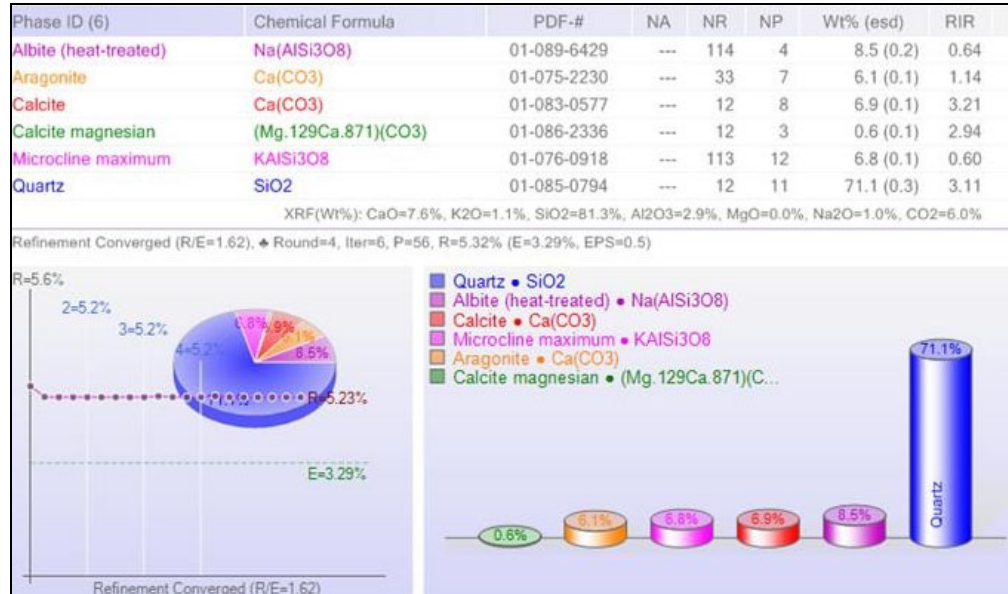 Phase ID (6) Chemical Formula PDF-# NA NR NP Wt% (esd) RIR
Albite (heat-treated) Na(AlSi3O8) 01-089-6429 --- 114 4 8.5 (0.2) 0.64
Aragonite Ca(CO3) 01-075-2230 --- 33 7 6.1 (0.1) 1.14
Calcite Ca(CO3) 01-083-0577 --- 12 8 6.9 (0.1) 3.21
Calcite magnesian (Mg.129Ca.871)(CO3) 01-086-2336 --- 12 3 0.6 (0.1) 2.94
Microcline maximum KAlSi3O8 01-076-0918 --- 113 12 6.8 (0.1) 0.60
Quartz SiO2 01-085-0794 --- 12 11 71.1 (0.3) 3.11
XRF(Wt%): CaO=7.6%, K2O=1.1%, SiO2=81.3%, Al2O3=2.9%, MgO=0.0%, Na2O=1.0%, CO2=6.0%
Refinement Converged (R/E=1.62), ♣ Round=4, Iter=6, P=56, R=5.32% (E=3.29%, EPS=0.5)
R=5.6%
2=5.2%
3=5.2%
4=5.2%
6.8%
6.9%
6.1%
8.5%
R=5.23%
E=3.29%
Refinement Converged (R/E=1.62)
Quartz ● SiO2
Albite (heat-treated) ● Na(AlSi3O8)
Calcite ● Ca(CO3)
Microcline maximum ● KAlSi3O8
Aragonite ● Ca(CO3)
Calcite magnesian ● (Mg.129Ca.871)(C...
71.1%
Quartz
0.6%
6.1%
6.8%
6.9%
8.5%